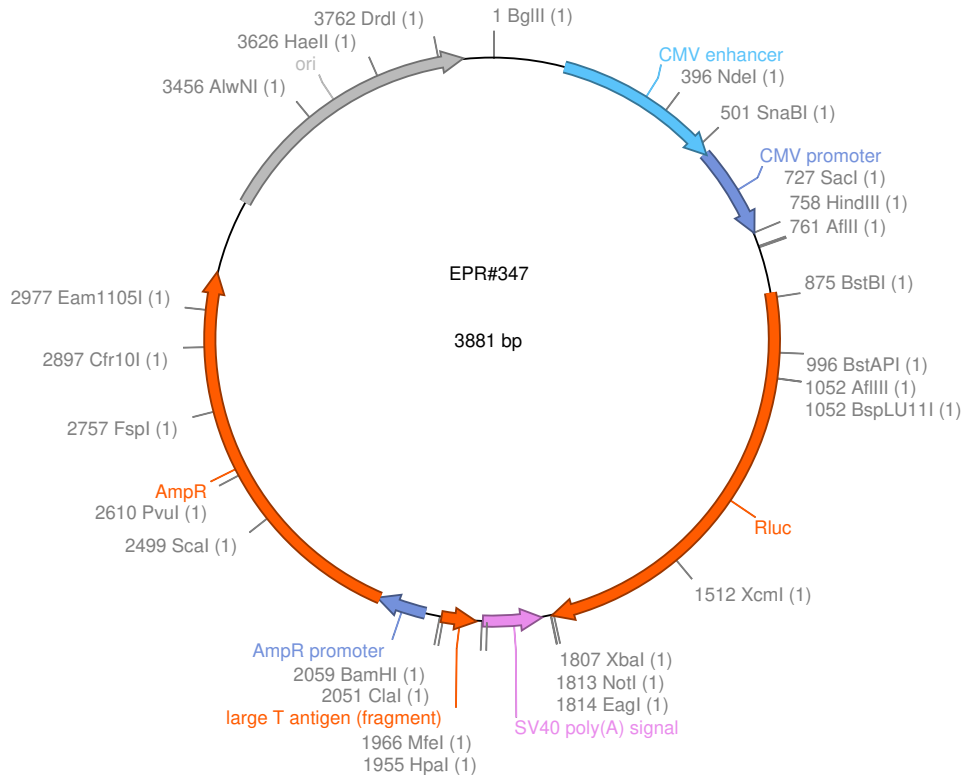 3762 DrdI (1)
1 BglII (1)
3626 HaeII (1)
ori
3456 AlwNI (1)
CMV enhancer
396 NdeI (1)
501 SnaBI (1)
CMV promoter
727 SacI (1)
758 HindIII (1)
761 AflII (1)
EPR#347
3881 bp
875 BstBI (1)
996 BstAPI (1)
1052 AflIII (1)
1052 BspLU11I (1)
Rluc
1512 XcmI (1)
1807 XbaI (1)
1813 NotI (1)
1814 EagI (1)
SV40 poly(A) signal
2977 Eam1105I (1)
2897 Cfr10I (1)
2757 FspI (1)
AmpR
2610 PvuI (1)
2499 ScaI (1)
AmpR promoter
2059 BamHI (1)
2051 ClaI (1)
large T antigen (fragment)
1966 MfeI (1)
1955 HpaI (1)